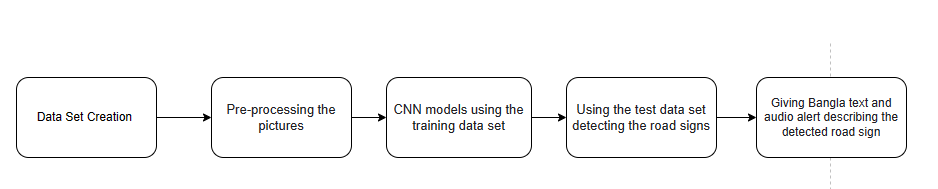 Data Set Creation
Pre-processing the
pictures
CNN models using the
training data set
Using the test data set
detecting the road signs
Giving Bangla text and
audio alert describing the
detected road sign